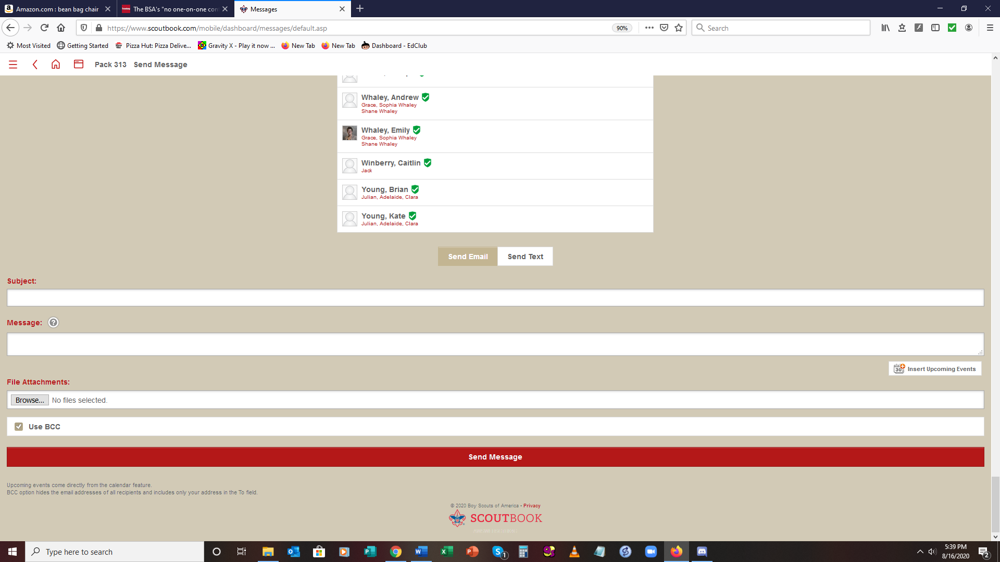 Amazon.com : bean bag chair
The BSA's "no one-on-one con
Messages
https://www.scoutbook.com/mobile/dashboard/messages/default.asp
90%
Search
Most Visited
Getting Started
Pizza Hut: Pizza Delive...
Gravity X - Play it now ...
New Tab
New Tab
Dashboard - EdClub
Pack 313 Send Message
Whaley, Andrew
Grace, Sophia Whaley
Shane Whaley
Whaley, Emily
Grace, Sophia Whaley
Shane Whaley
Winberry, Caitlin
Jack
Young, Brian
Julian, Adelaide, Clara
Young, Kate
Julian, Adelaide, Clara
Send Email
Send Text
Subject:
Message:
30
Insert Upcoming Events
File Attachments:
Browse... No files selected.
Use BCC
Send Message
Upcoming events come directly from the calendar feature.
BCC option hides the email addresses of all recipients and includes only your address in the To field.
© 2020 Boy Scouts of America • Privacy
SCOUTBOOK
Type here to search
1
5:39 PM
8/16/2020
2